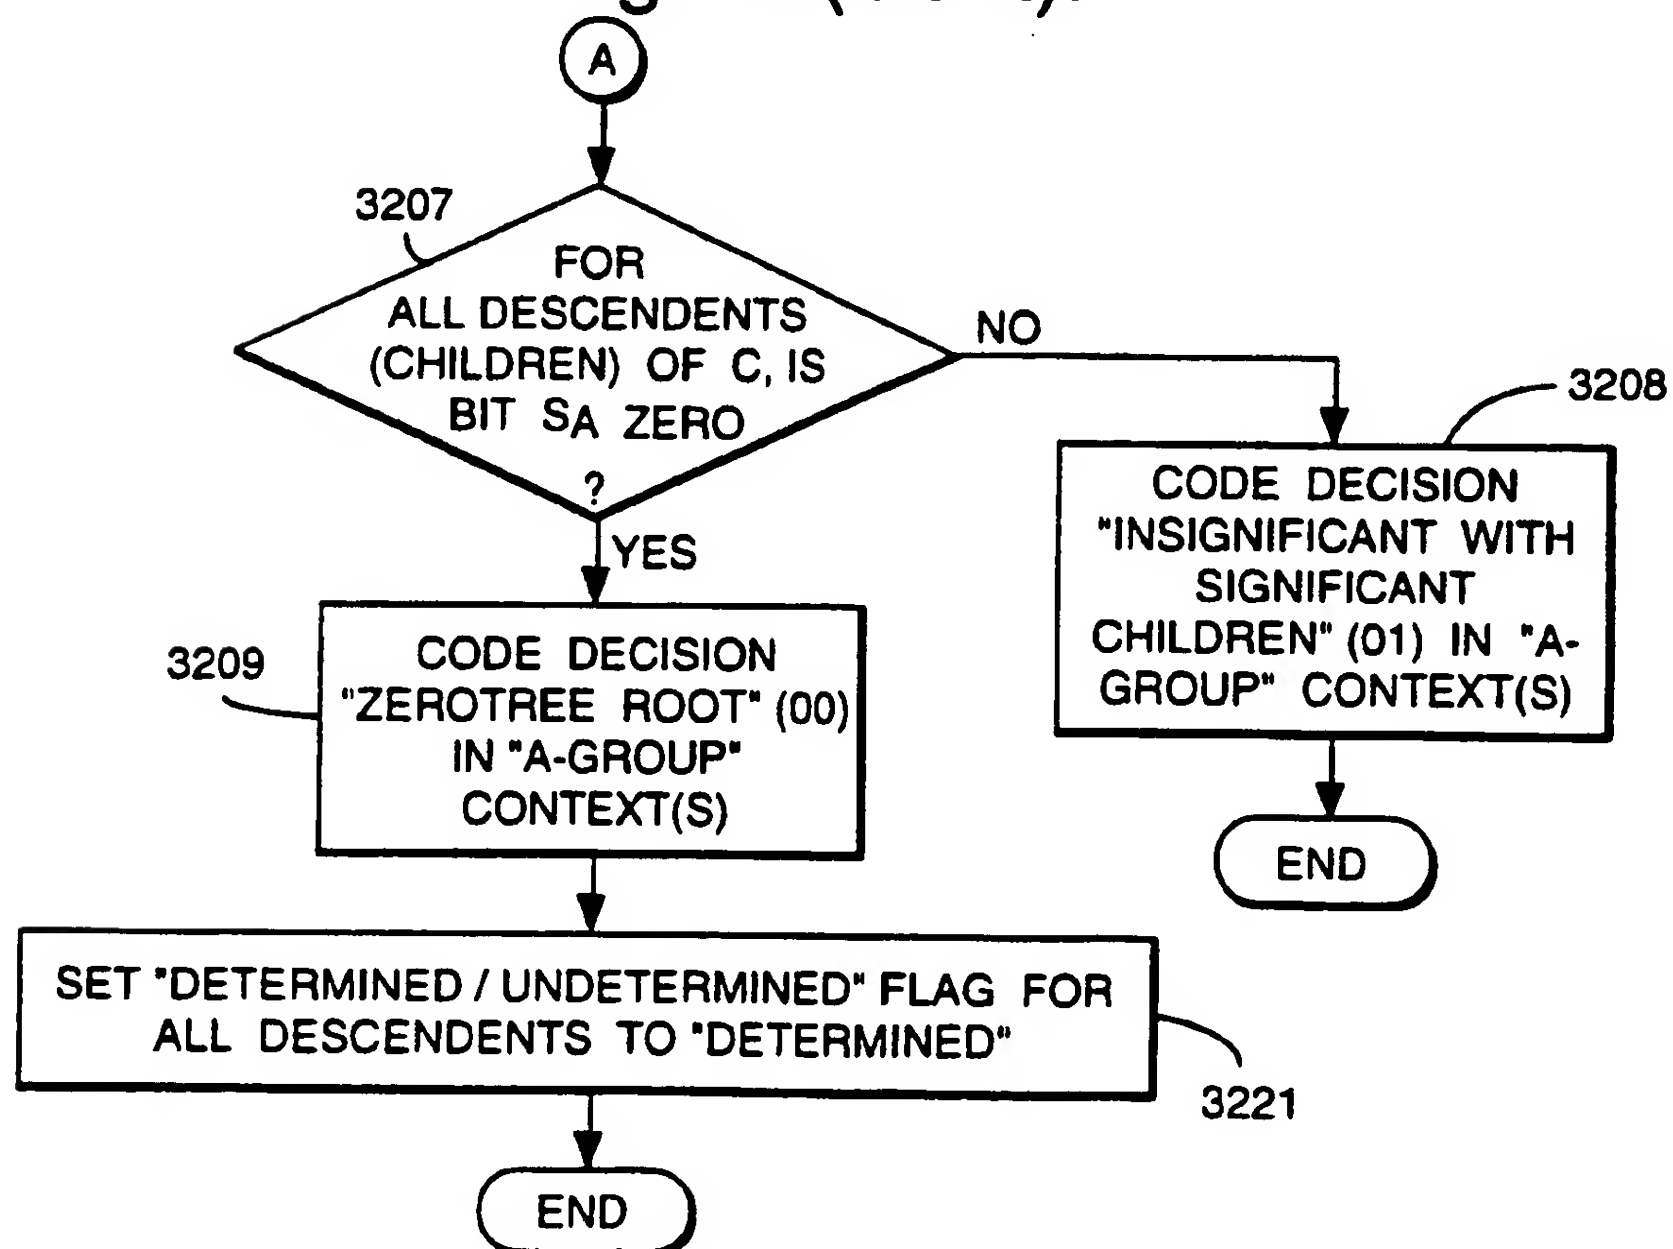 A
3207
FOR
ALL DESCENDENTS
(CHILDREN) OF C, IS
BIT SA ZERO
?
NO
YES
3208
CODE DECISION
"INSIGNIFICANT WITH
SIGNIFICANT
CHILDREN" (01) IN "A-
GROUP" CONTEXT(S)
END
3209
CODE DECISION
"ZEROTREE ROOT" (00)
IN "A-GROUP"
CONTEXT(S)
SET "DETERMINED / UNDETERMINED" FLAG FOR
ALL DESCENDENTS TO "DETERMINED"
3221
END